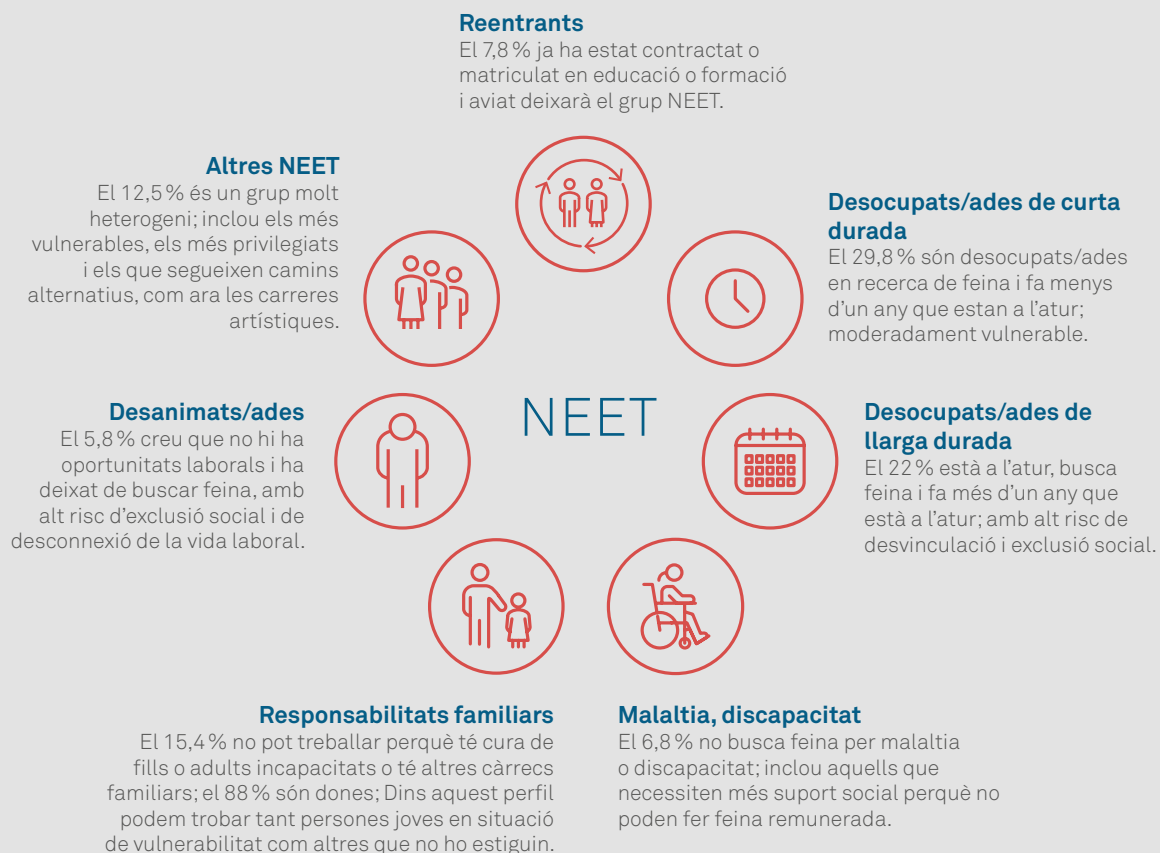 Reentrants
El 7,8 % ja ha estat contractat o
matriculat en educació o formació
i aviat deixarà el grup NEET.
Altres NEET
El 12,5 % és un grup molt
heterogeni; inclou els més
vulnerables, els més privilegiats
i els que segueixen camins
alternatius, com ara les carreres
artístiques.
Desocupats/ades de curta
durada
El 29,8 % són desocupats/ades
en recerca de feina i fa menys
d'un any que estan a l'atur;
moderadament vulnerable.
NEET
Desanimats/ades
El 5,8 % creu que no hi ha
oportunitats laborals i ha
deixat de buscar feina, amb
alt risc d'exclusió social i de
desconnexió de la vida laboral.
Desocupats/ades de
llarga durada
El 22 % està a l'atur, busca
feina i fa més d'un any que
està a l'atur; amb alt risc de
desvinculació i exclusió social.
Responsabilitats familiars
El 15,4 % no pot treballar perquè té cura de
fills o adults incapacitats o té altres càrrecs
familiars; el 88 % són dones; Dins aquest perfil
podem trobar tant persones joves en situació
de vulnerabilitat com altres que no ho estiguin.
Malaltia, discapacitat
El 6,8 % no busca feina per malaltia
o discapacitat; inclou aquells que
necessiten més suport social perquè no
poden fer feina remunerada.